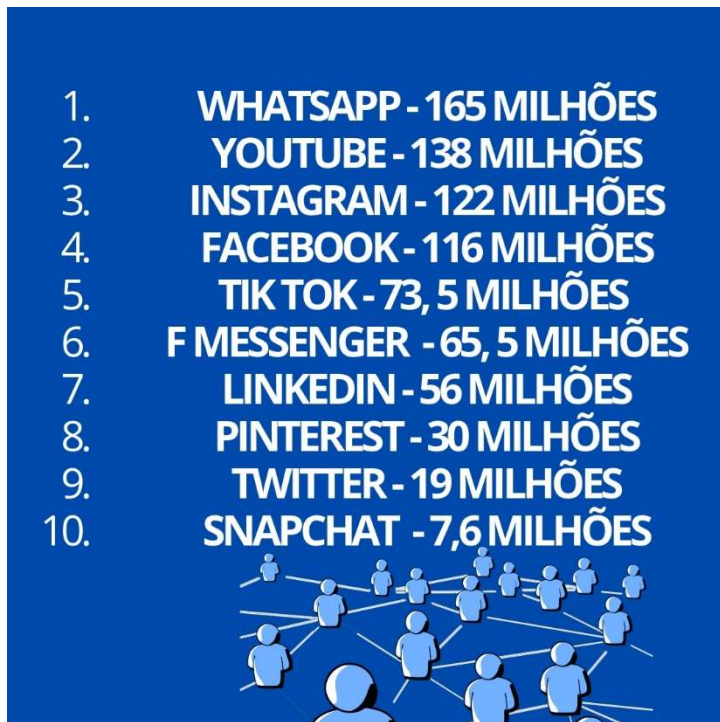 1. WHATSAPP - 165 MILHÕES
2. YOUTUBE - 138 MILHÕES
3. INSTAGRAM - 122 MILHÕES
4. FACEBOOK - 116 MILHÕES
5. TIK TOK - 73, 5 MILHÕES
6. F MESSENGER - 65, 5 MILHÕES
7. LINKEDIN - 56 MILHÕES
8. PINTEREST - 30 MILHÕES
9. TWITTER - 19 MILHÕES
10. SNAPCHAT - 7,6 MILHÕES